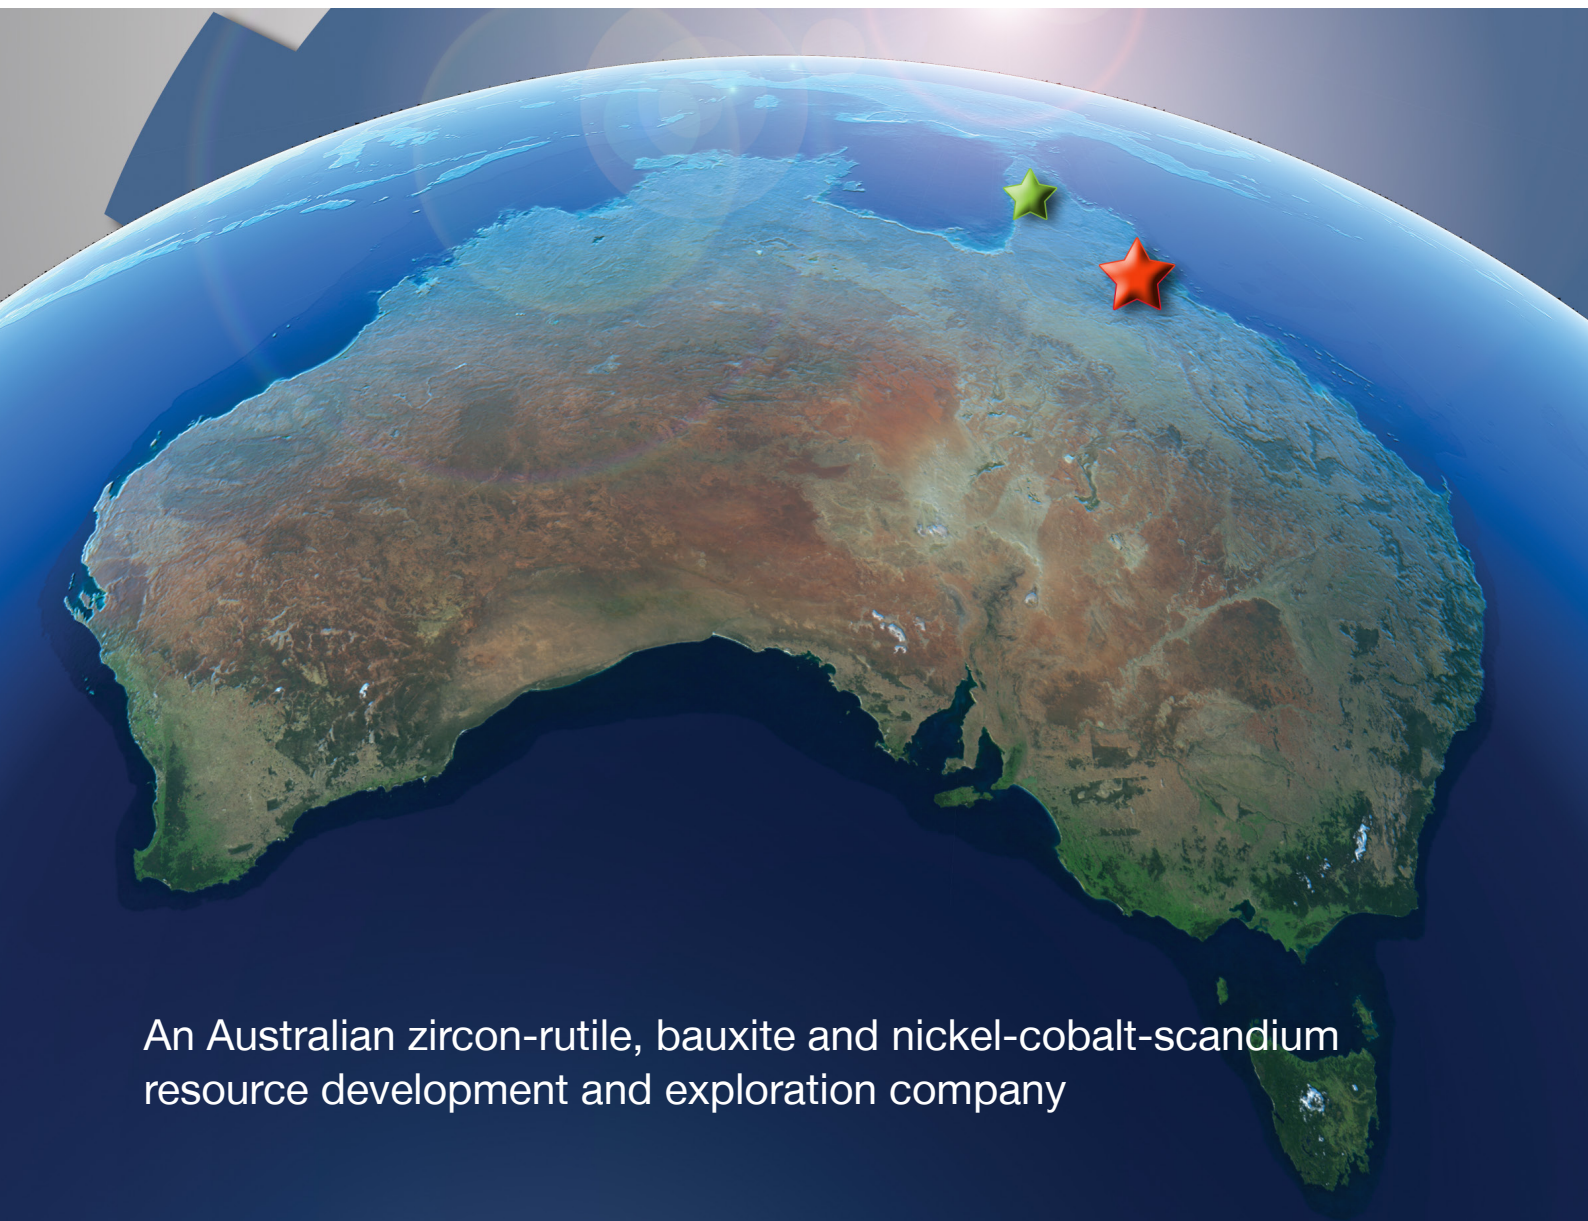 An Australian zircon-rutile, bauxite and nickel-cobalt-scandium
resource development and exploration company